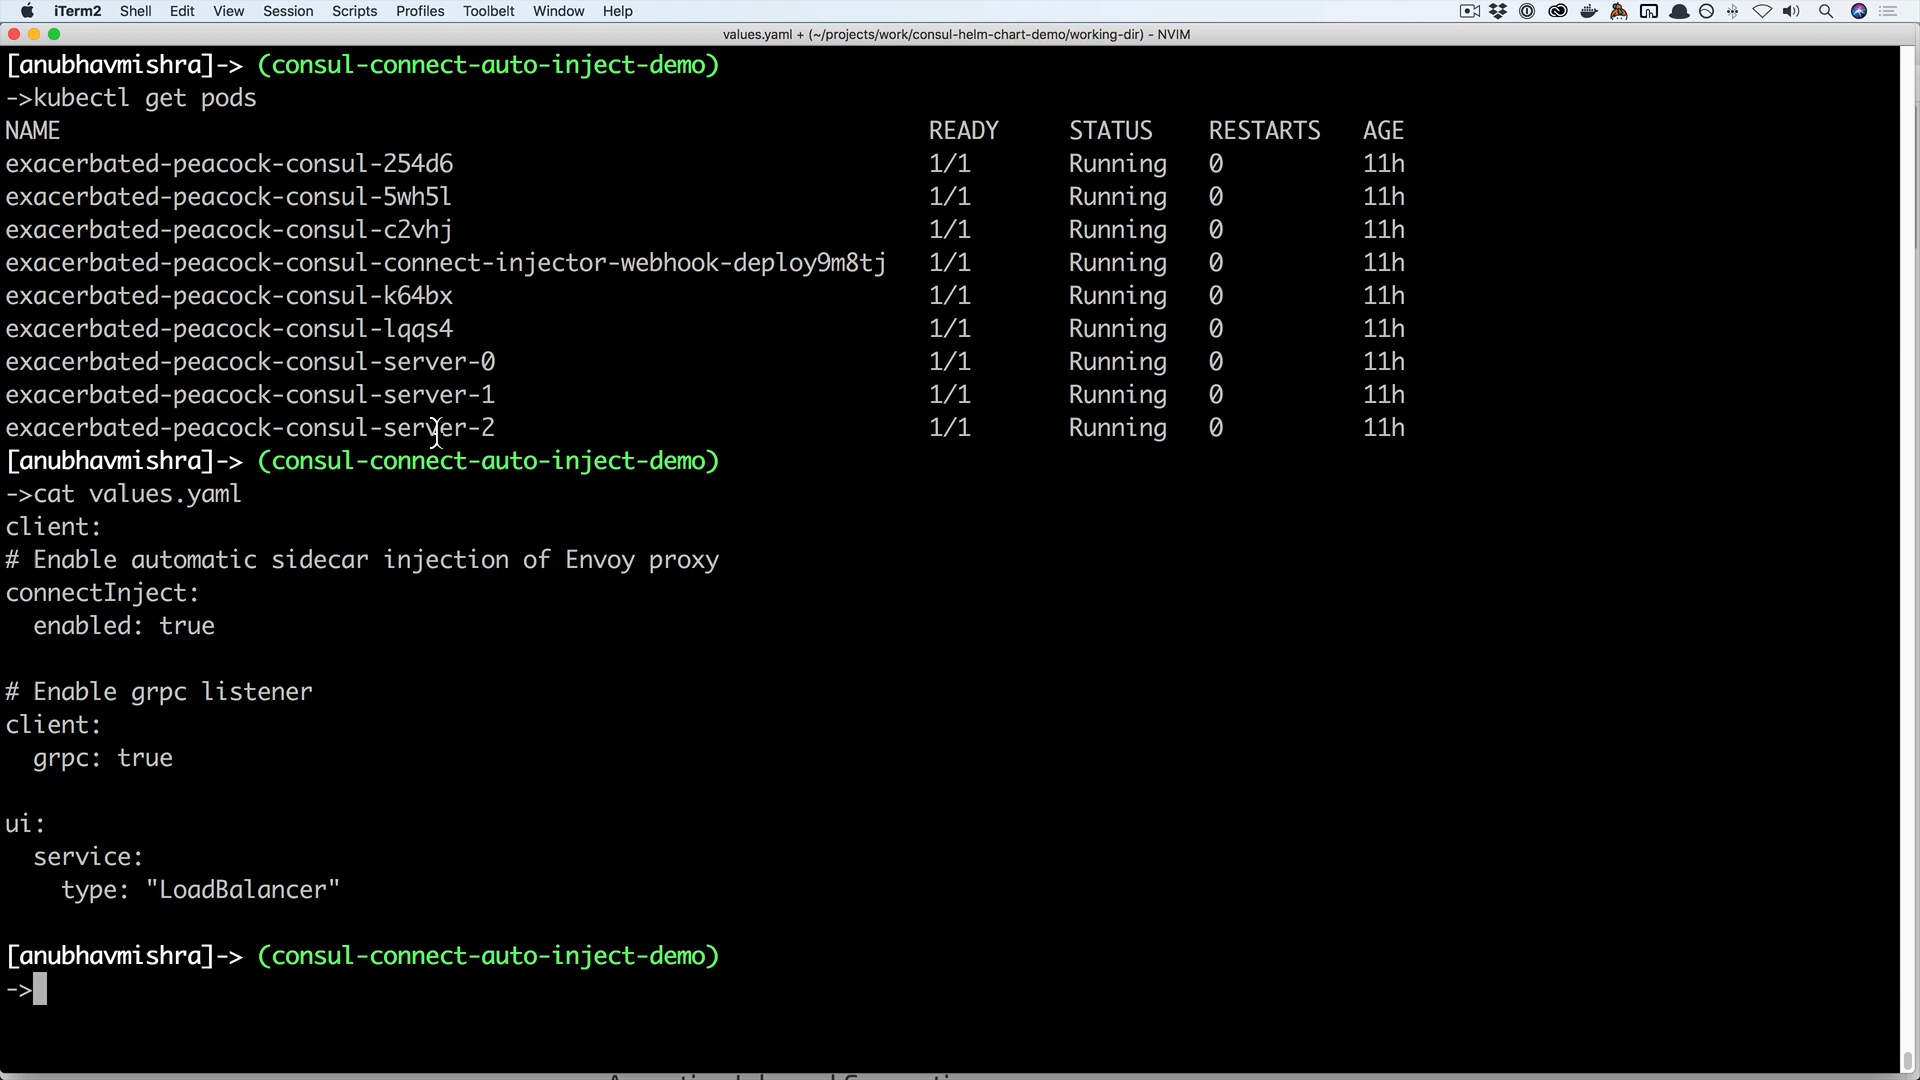 iTerm2 Shell Edit View Session Scripts Profiles Toolbelt Window Help
values.yaml + (~/projects/work/consul-helm-chart-demo/working-dir) - NVIM
[anubhavmishra]-> (consul-connect-auto-inject-demo)
->kubectl get pods
NAME READY STATUS RESTARTS AGE
exacerbated-peacock-consul-254d6 1/1 Running 0 11h
exacerbated-peacock-consul-5wh5l 1/1 Running 0 11h
exacerbated-peacock-consul-c2vhj 1/1 Running 0 11h
exacerbated-peacock-consul-connect-injector-webhook-deploy9m8tj 1/1 Running 0 11h
exacerbated-peacock-consul-k64bx 1/1 Running 0 11h
exacerbated-peacock-consul-lqqs4 1/1 Running 0 11h
exacerbated-peacock-consul-server-0 1/1 Running 0 11h
exacerbated-peacock-consul-server-1 1/1 Running 0 11h
exacerbated-peacock-consul-server-2 1/1 Running 0 11h
[anubhavmishra]-> (consul-connect-auto-inject-demo)
->cat values.yaml
client:
# Enable automatic sidecar injection of Envoy proxy
connectInject:
  enabled: true
# Enable grpc listener
client:
  grpc: true
ui:
  service:
    type: "LoadBalancer"
[anubhavmishra]-> (consul-connect-auto-inject-demo)
->